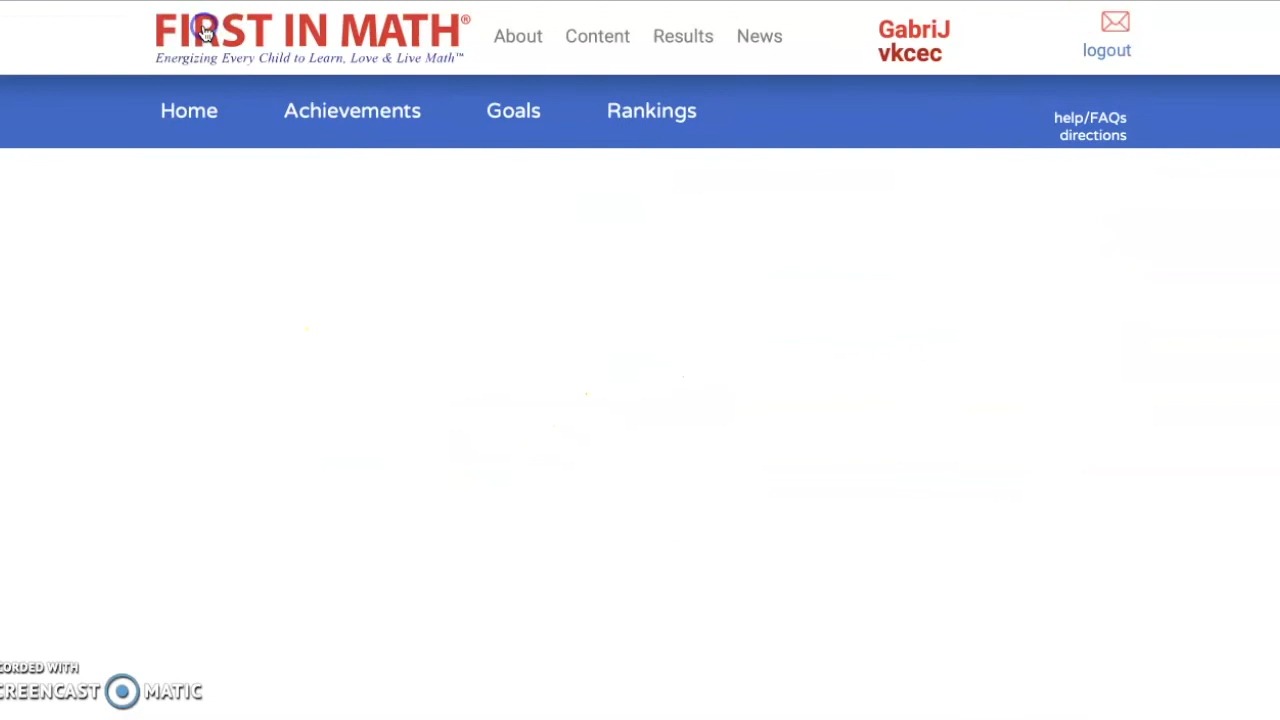 FIRST IN MATH®
Energizing Every Child to Learn, Love & Live Math™
About Content Results News
GabriJ
vkcec
logout
Home Achievements Goals Rankings
help/FAQs
directions
CORDED WITH
CREENCAST MATIC